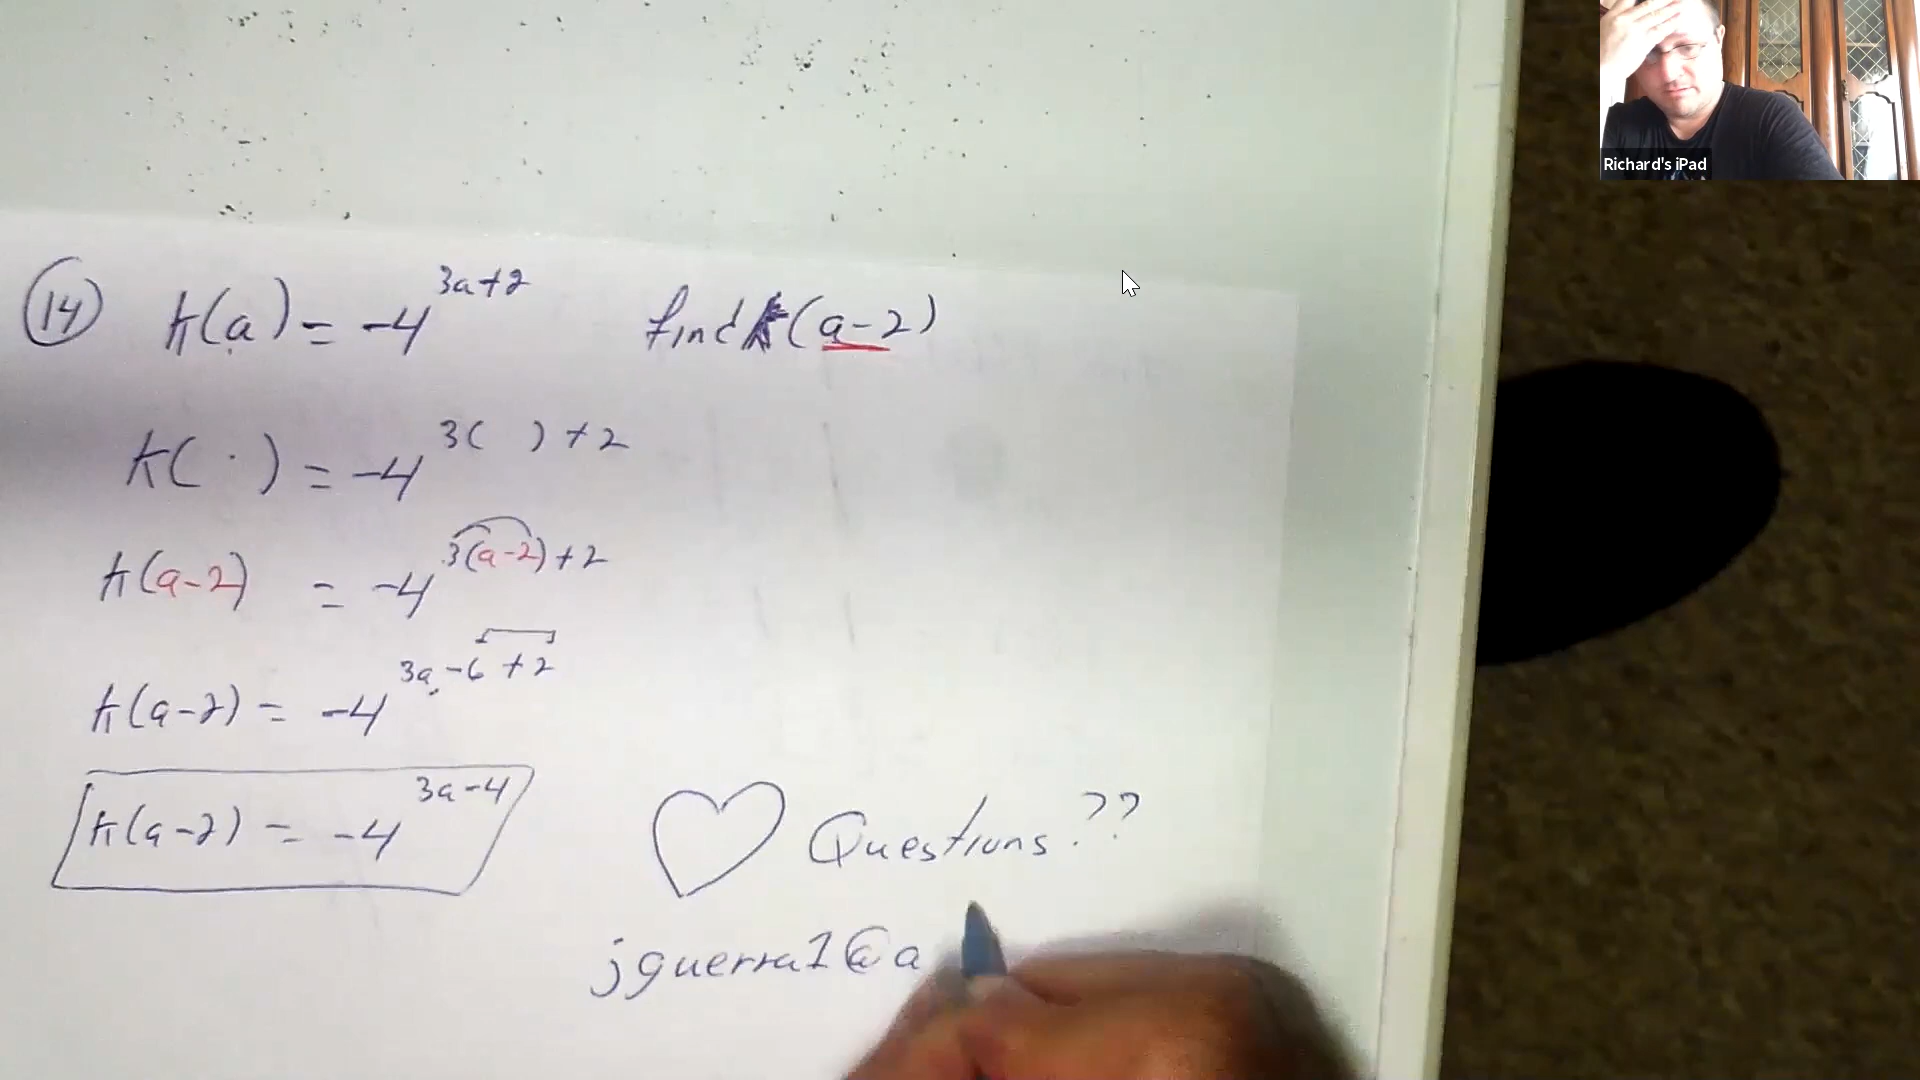 Richard's iPad
14 k(a) = -4^{3a+2} find k(a-2)
k( · ) = -4^{3( )+2}
k(a-2) = -4^{3(a-2)+2}
k(a-2) = -4^{3a-6+2}
k(a-2) = -4^{3a-4}
Questions??
jguerra1@a